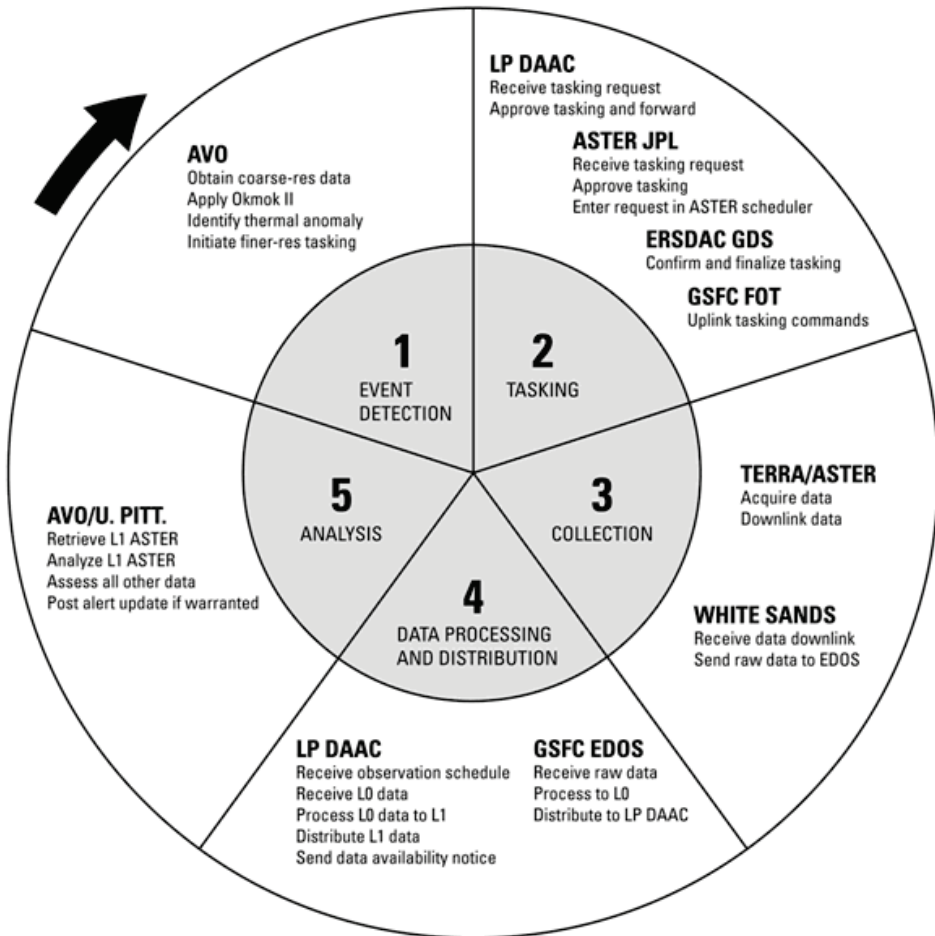 AVO
Obtain coarse-res data
Apply Okmok II
Identify thermal anomaly
Initiate finer-res tasking
1
EVENT
DETECTION
LP DAAC
Receive tasking request
Approve tasking and forward
ASTER JPL
Receive tasking request
Approve tasking
Enter request in ASTER scheduler
ERSDAC GDS
Confirm and finalize tasking
GSFC FOT
Uplink tasking commands
2
TASKING
3
COLLECTION
TERRA/ASTER
Acquire data
Downlink data
WHITE SANDS
Receive data downlink
Send raw data to EDOS
4
DATA PROCESSING
AND DISTRIBUTION
GSFC EDOS
Receive raw data
Process to L0
Distribute to LP DAAC
LP DAAC
Receive observation schedule
Receive L0 data
Process L0 data to L1
Distribute L1 data
Send data availability notice
5
ANALYSIS
AVO/U. PITT.
Retrieve L1 ASTER
Analyze L1 ASTER
Assess all other data
Post alert update if warranted